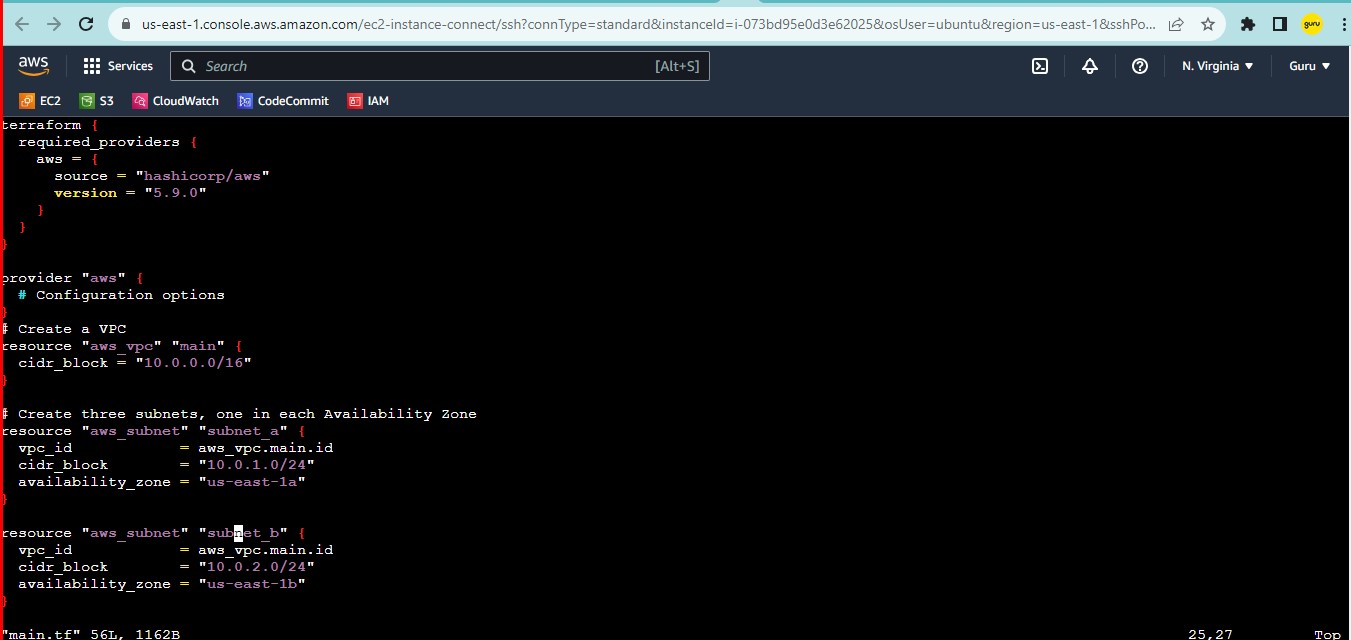 us-east-1.console.aws.amazon.com/ec2-instance-connect/ssh?connType=standard&instanceId=i-073bd95e0d3e62025&osUser=ubuntu&region=us-east-1&sshPo...
guru
aws
Services
Search
[Alt+S]
N. Virginia
Guru
EC2
S3
CloudWatch
CodeCommit
IAM
terraform {
  required_providers {
    aws = {
      source = "hashicorp/aws"
      version = "5.9.0"
    }
  }
}
provider "aws" {
  # Configuration options
}
# Create a VPC
resource "aws_vpc" "main" {
  cidr_block = "10.0.0.0/16"
}
# Create three subnets, one in each Availability Zone
resource "aws_subnet" "subnet_a" {
  vpc_id            = aws_vpc.main.id
  cidr_block        = "10.0.1.0/24"
  availability_zone = "us-east-1a"
}
resource "aws_subnet" "subnet_b" {
  vpc_id            = aws_vpc.main.id
  cidr_block        = "10.0.2.0/24"
  availability_zone = "us-east-1b"
}
"main.tf" 56L, 1162B
25,27
Top